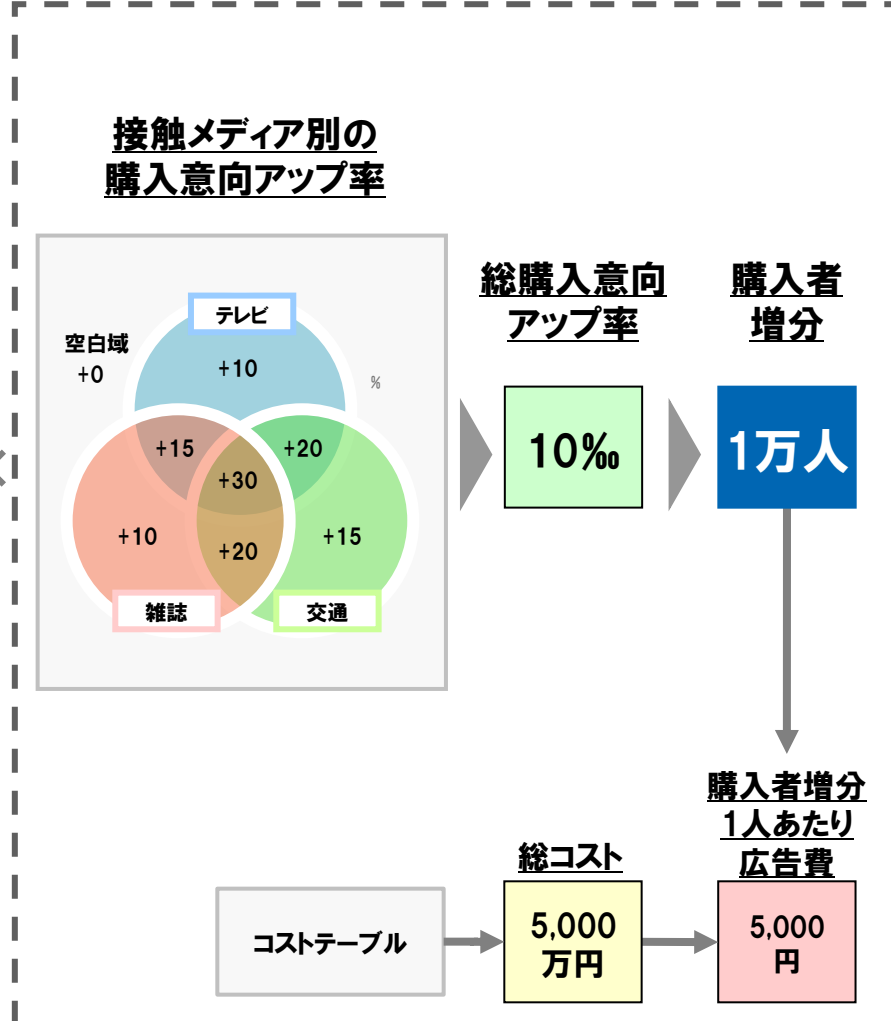 接触メディア別の
購入意向アップ率
テレビ
空白域
+0
+10
%
+15
+20
+30
+10
+20
+15
雑誌
交通
総購入意向
アップ率
10‰
購入者
増分
1万人
購入者増分
1人あたり
広告費
総コスト
コストテーブル
5,000
万円
5,000
円